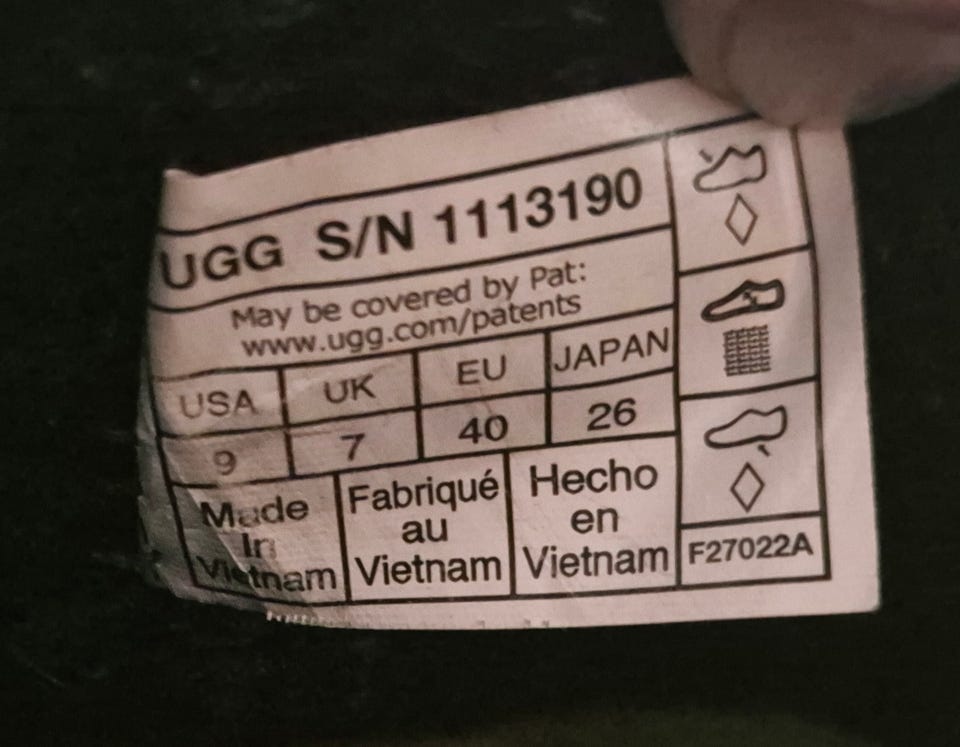 UGG S/N 1113190
May be covered by Pat:
www.ugg.com/patents
USA UK EU JAPAN
9 7 40 26
Made
In
Vietnam
Fabriqué
au
Vietnam
Hecho
en
Vietnam
F27022A